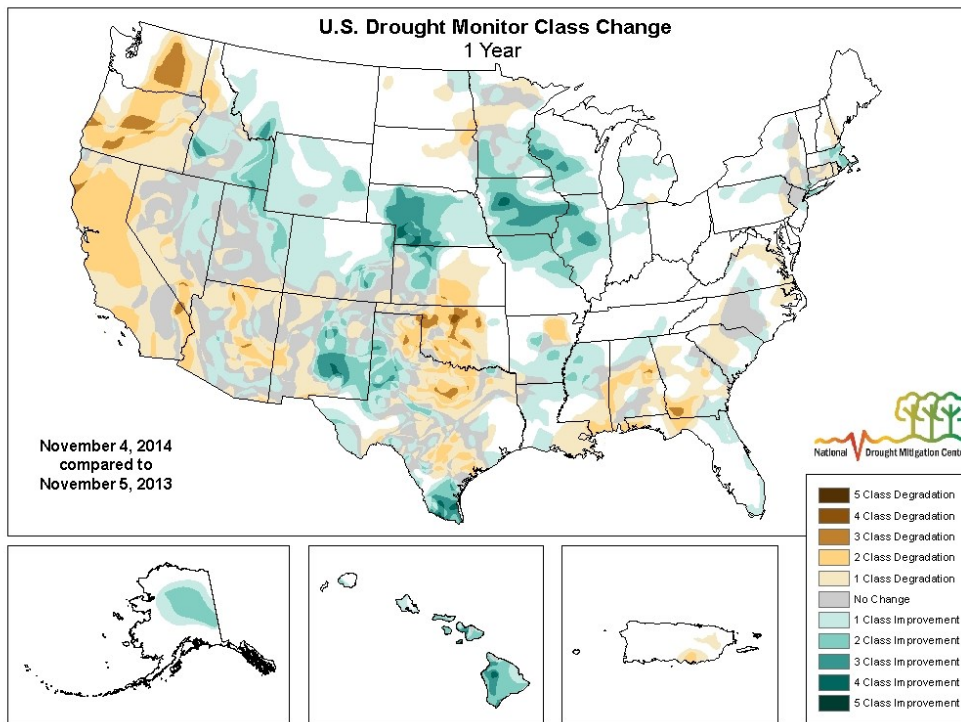 U.S. Drought Monitor Class Change
1 Year
November 4, 2014
compared to
November 5, 2013
National Drought Mitigation Cente
5 Class Degradation
4 Class Degradation
3 Class Degradation
2 Class Degradation
1 Class Degradation
No Change
1 Class Improvement
2 Class Improvement
3 Class Improvement
4 Class Improvement
5 Class Improvement